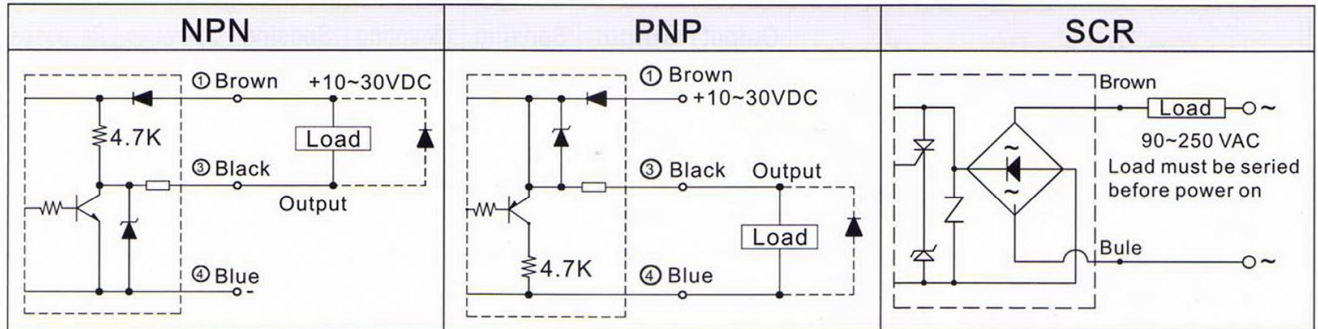 NPN
① Brown +10~30VDC
4.7K
Load
③ Black
Output
④ Blue
-
PNP
① Brown
+10~30VDC
③ Black Output
Load
4.7K
④ Blue
SCR
Brown
Load ~
90~250 VAC
Load must be seried
before power on
~
~
Bule
~